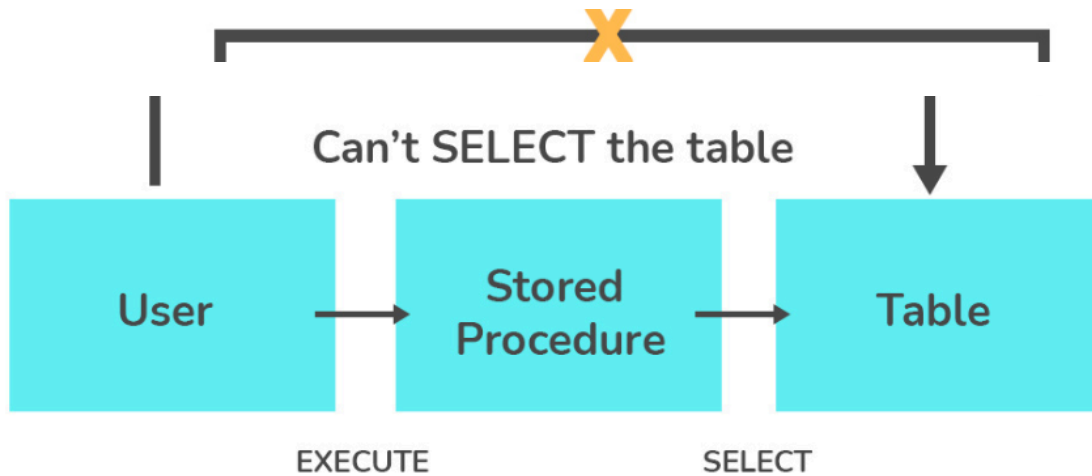 Can't SELECT the table
User
Stored
Procedure
Table
EXECUTE
SELECT